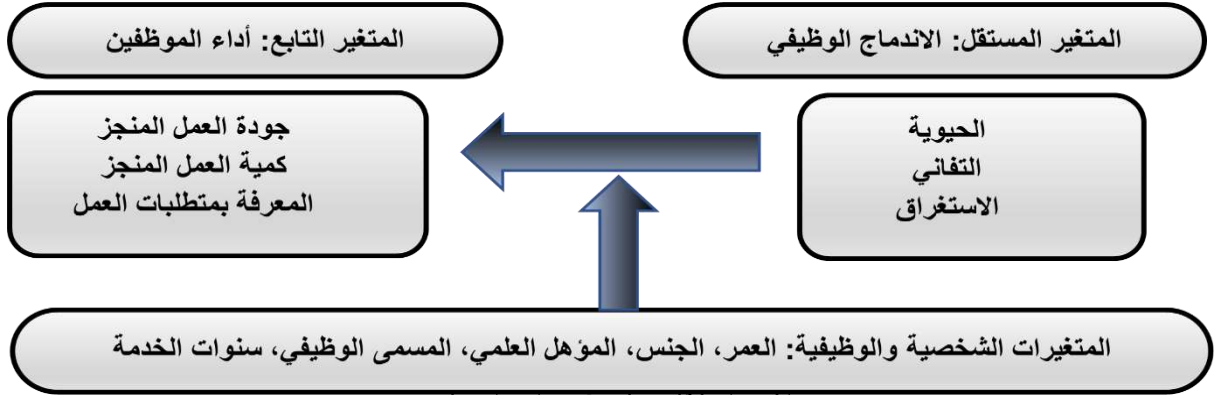 المتغير المستقل: الاندماج الوظيفي
المتغير التابع: أداء الموظفين
الحيوية
التفاني
الاستغراق
جودة العمل المنجز
كمية العمل المنجز
المعرفة بمتطلبات العمل
المتغيرات الشخصية والوظيفية: العمر، الجنس، المؤهل العلمي، المسمى الوظيفي، سنوات الخدمة